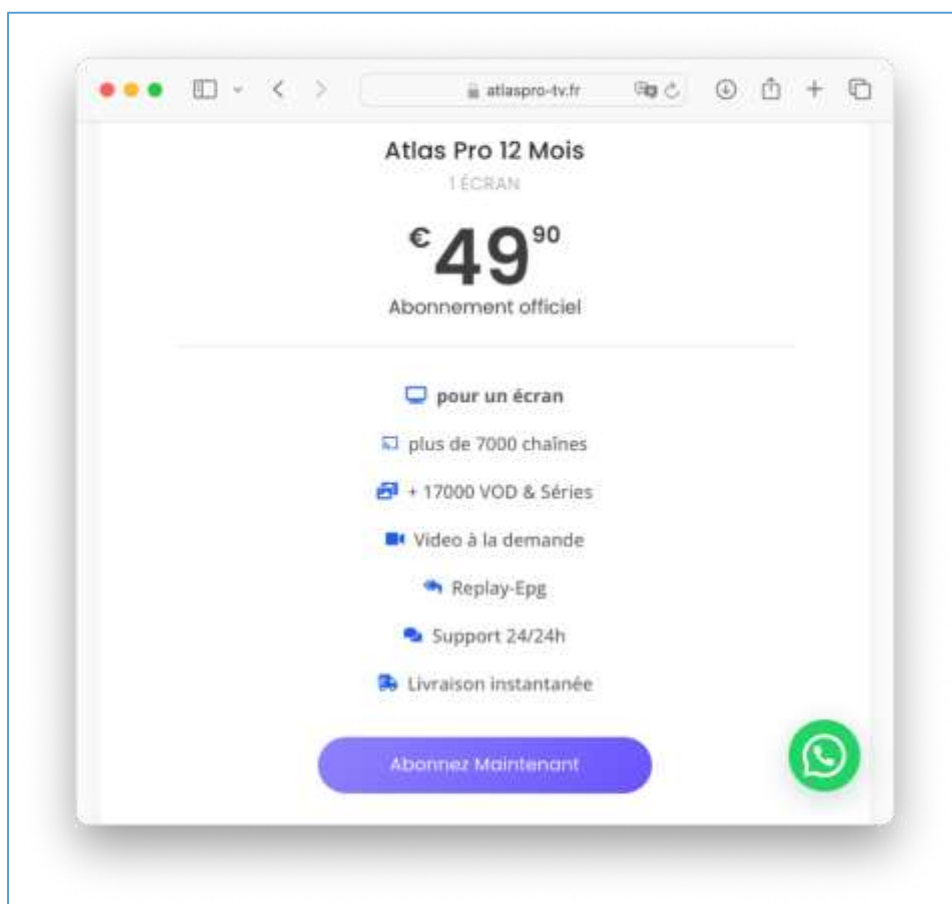 atlaspro-tv.fr
Atlas Pro 12 Mois
1 ÉCRAN
€49⁹⁰
Abonnement officiel
pour un écran
plus de 7000 chaînes
+ 17000 VOD & Séries
Video à la demande
Replay-Epg
Support 24/24h
Livraison instantanée
Abonnez Maintenant